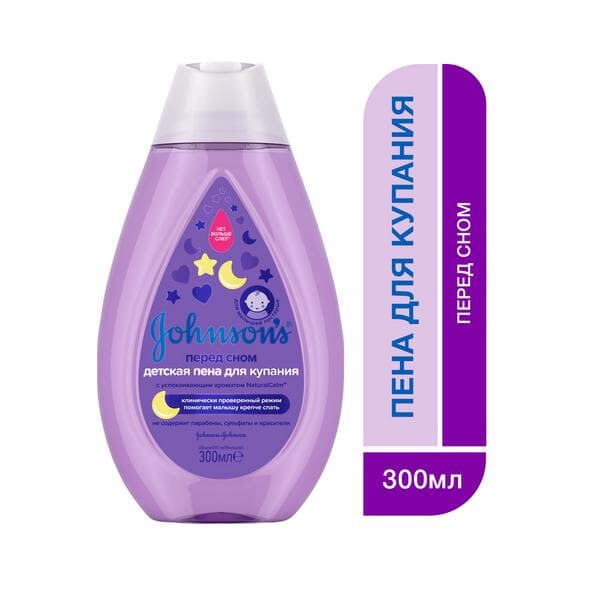 НЕТ
БОЛЬШЕ
СЛЕЗ*
Johnson's
перед сном
детская пена для купания
с успокаивающим ароматом NaturalCalm™
клинически проверенный режим
помогает малышу крепче спать
не содержит парабены, сульфаты и красители
Johnson & Johnson
300мл℮
ПЕНА ДЛЯ КУПАНИЯ
ПЕРЕД СНОМ
300мл